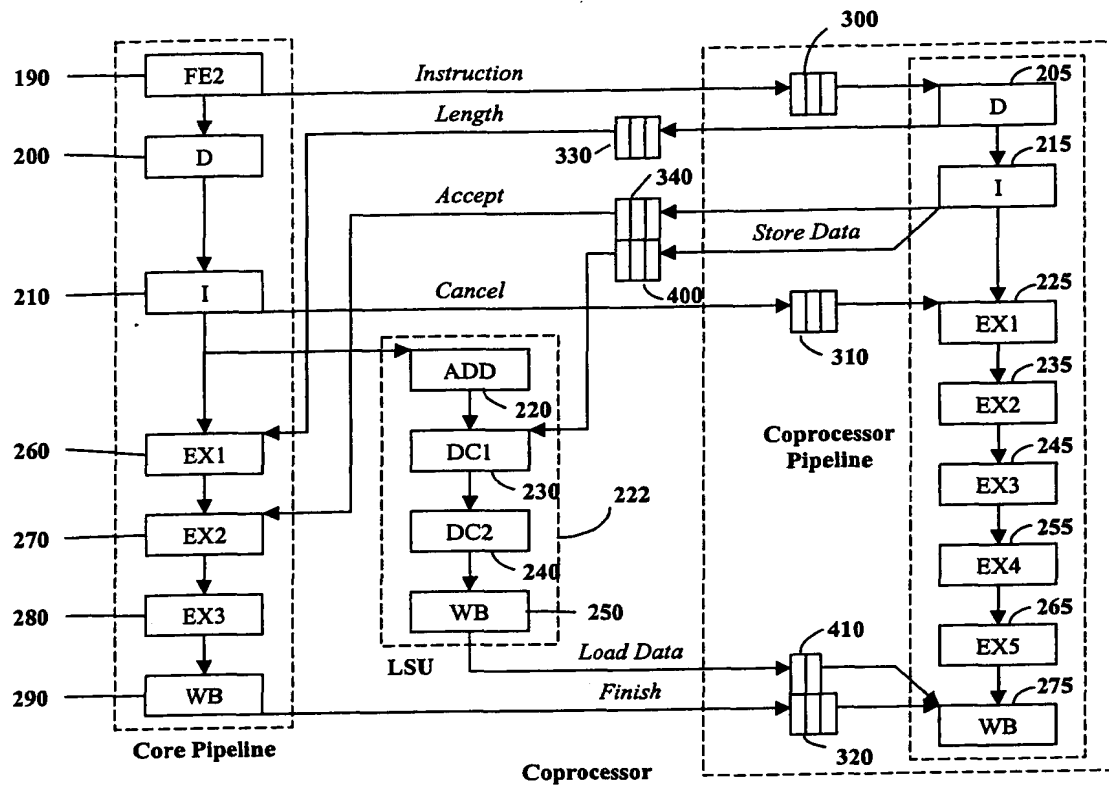 300
190
FE2
Instruction
205
D
Length
330
200
D
215
I
340
Accept
Store Data
400
210
I
Cancel
310
225
EX1
ADD
220
235
EX2
Coprocessor
Pipeline
260
EX1
DC1
230
222
245
EX3
270
EX2
DC2
240
255
EX4
280
EX3
WB
250
265
EX5
LSU
Load Data
410
290
WB
Finish
320
275
WB
Core Pipeline
Coprocessor